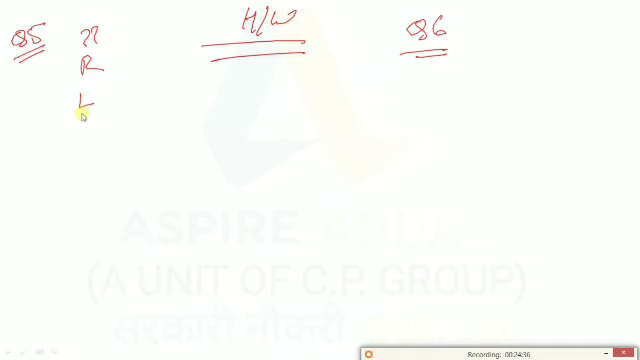 H/W
Q5 ??
R
L
Q6
ASPIRE ADDA
(A UNIT OF C.P. GROUP)
सरकारी नौकरी
Recording: 00:24:36